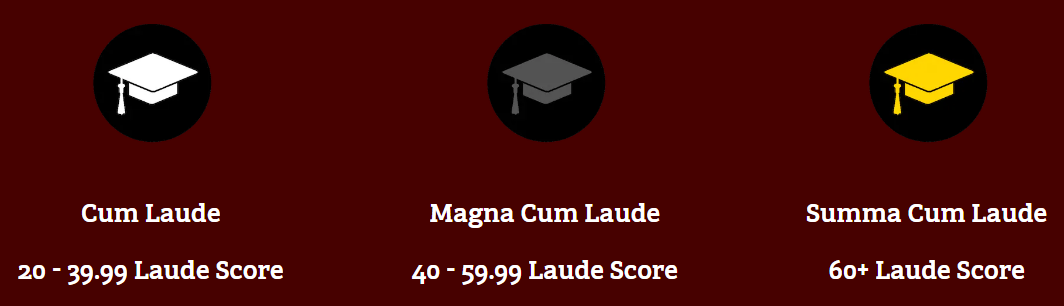 Cum Laude
20 - 39.99 Laude Score
Magna Cum Laude
40 - 59.99 Laude Score
Summa Cum Laude
60+ Laude Score